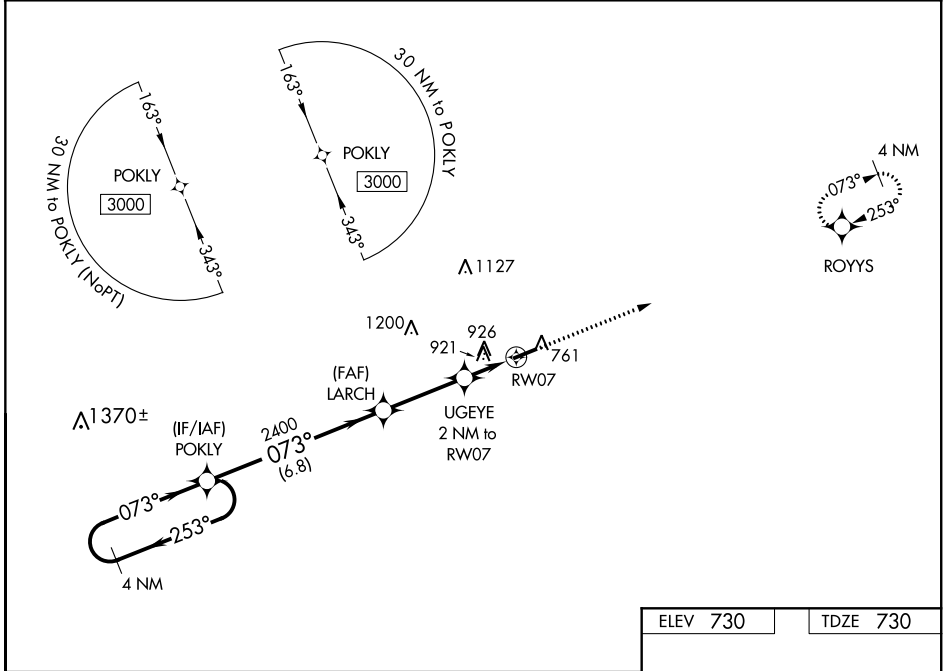 163°
POKLY
3000
343°
30 NM to POKLY (NoPT)
163°
POKLY
3000
343°
30 NM to POKLY
4 NM
073°
253°
ROYYS
1127
1200
926
921
761
RW07
(FAF)
LARCH
UGEYE
2 NM to
RW07
1370±
(IF/IAF)
POKLY
2400
073°
(6.8)
073°
253°
4 NM
ELEV 730
TDZE 730